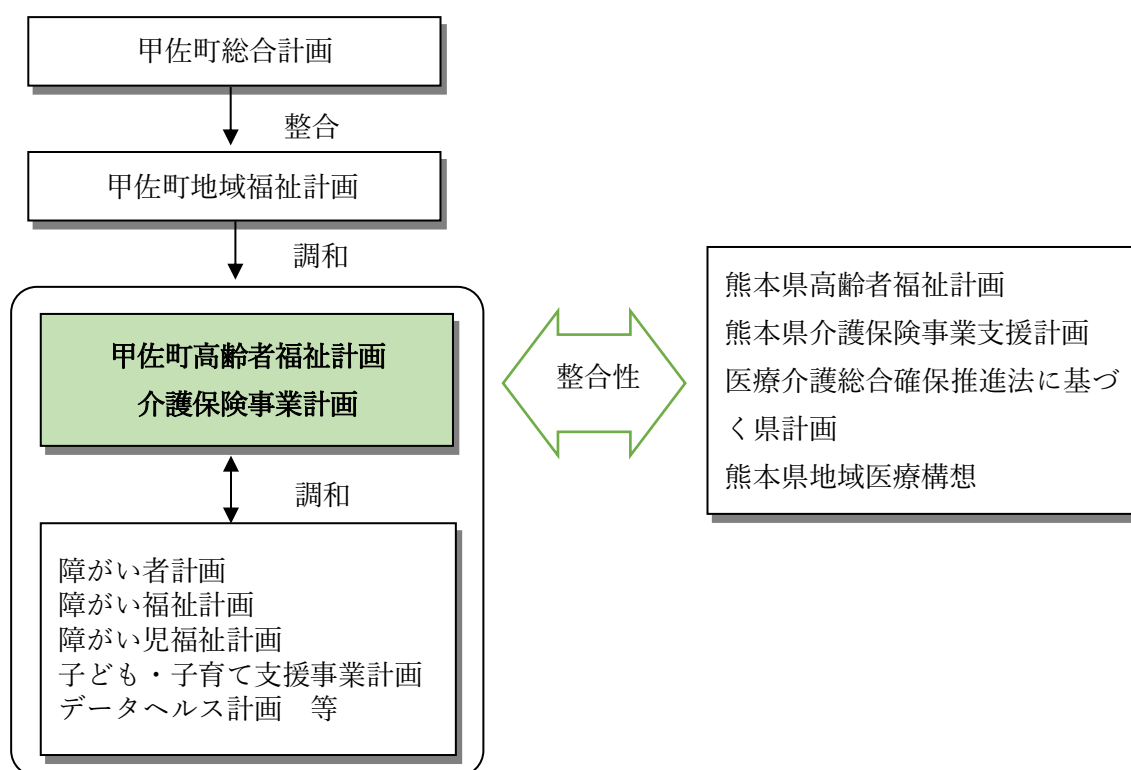 甲佐町総合計画
整合
甲佐町地域福祉計画
調和
甲佐町高齢者福祉計画
介護保険事業計画
調和
障がい者計画
障がい福祉計画
障がい児福祉計画
子ども・子育て支援事業計画
データヘルス計画　等
整合性
熊本県高齢者福祉計画
熊本県介護保険事業支援計画
医療介護総合確保推進法に基づ
く県計画
熊本県地域医療構想